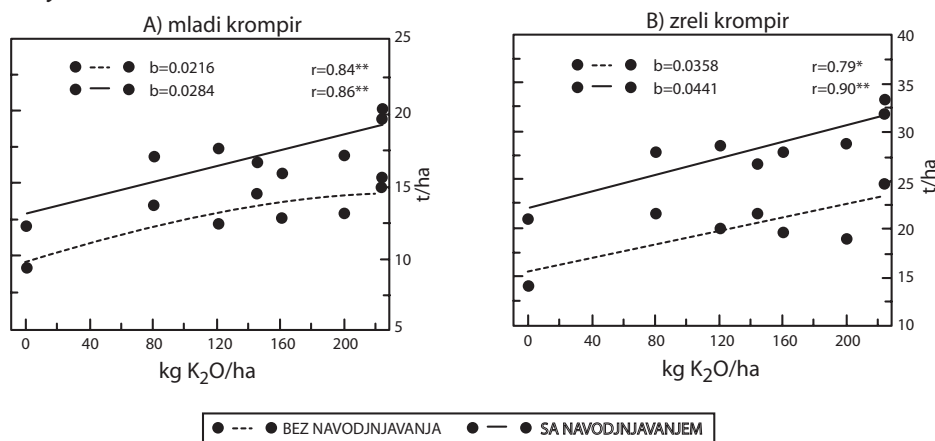 A) mladi krompir
b=0.0216 r=0.84**
b=0.0284 r=0.86**
25
20
15
10
5
t/ha
0 40 80 120 160 200
kg K₂O/ha
B) zreli krompir
b=0.0358 r=0.79*
b=0.0441 r=0.90**
40
35
30
25
20
15
10
t/ha
0 40 80 120 160 200
kg K₂O/ha
BEZ NAVODJNJAVANJA SA NAVODJNJAVANJEM